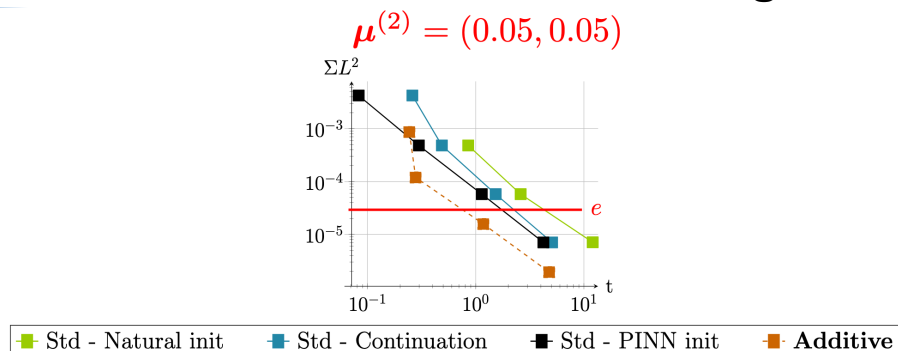 μ⁽²⁾ = (0.05, 0.05)
ΣL²
10⁻³
10⁻⁴
e
10⁻⁵
t
10⁻¹ 10⁰ 10¹
Std - Natural init Std - Continuation Std - PINN init Additive